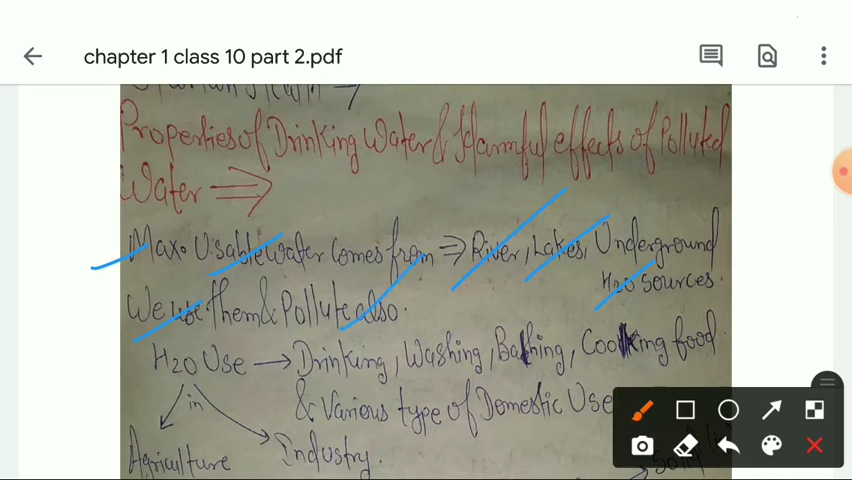 chapter 1 class 10 part 2.pdf
Properties of Drinking Water & Harmful effects of Polluted
Water ⇒
Max. Usable water comes from ⇒ River, Lakes, Underground
H2O Sources.
We use them & Pollute also.
H2O Use → Drinking, Washing, Bathing, Cooking food
& Various type of Domestic Use
in
Agriculture
Industry.